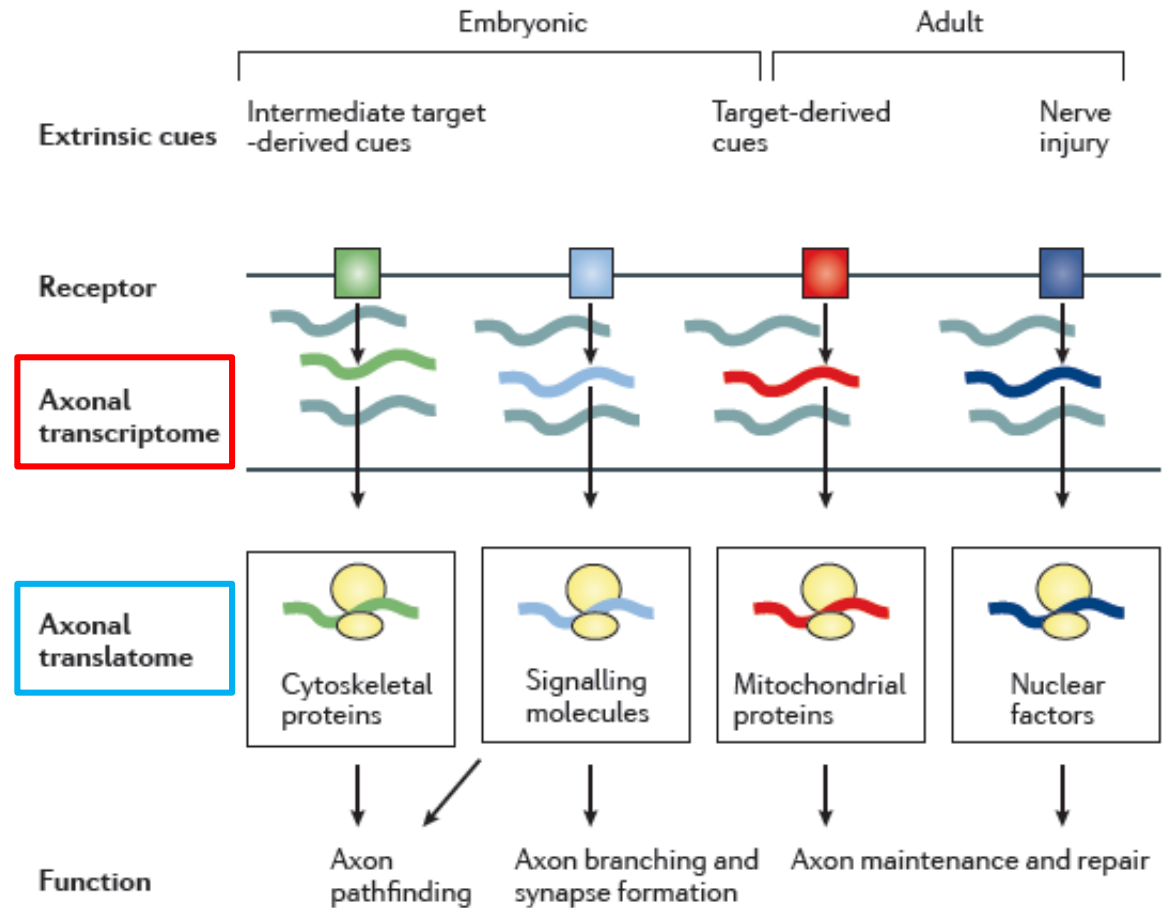 Embryonic
Adult
Extrinsic cues
Intermediate target
-derived cues
Target-derived
cues
Nerve
injury
Receptor
Axonal
transcriptome
Axonal
translatome
Cytoskeletal
proteins
Signalling
molecules
Mitochondrial
proteins
Nuclear
factors
Function
Axon
pathfinding
Axon branching and
synapse formation
Axon maintenance and repair